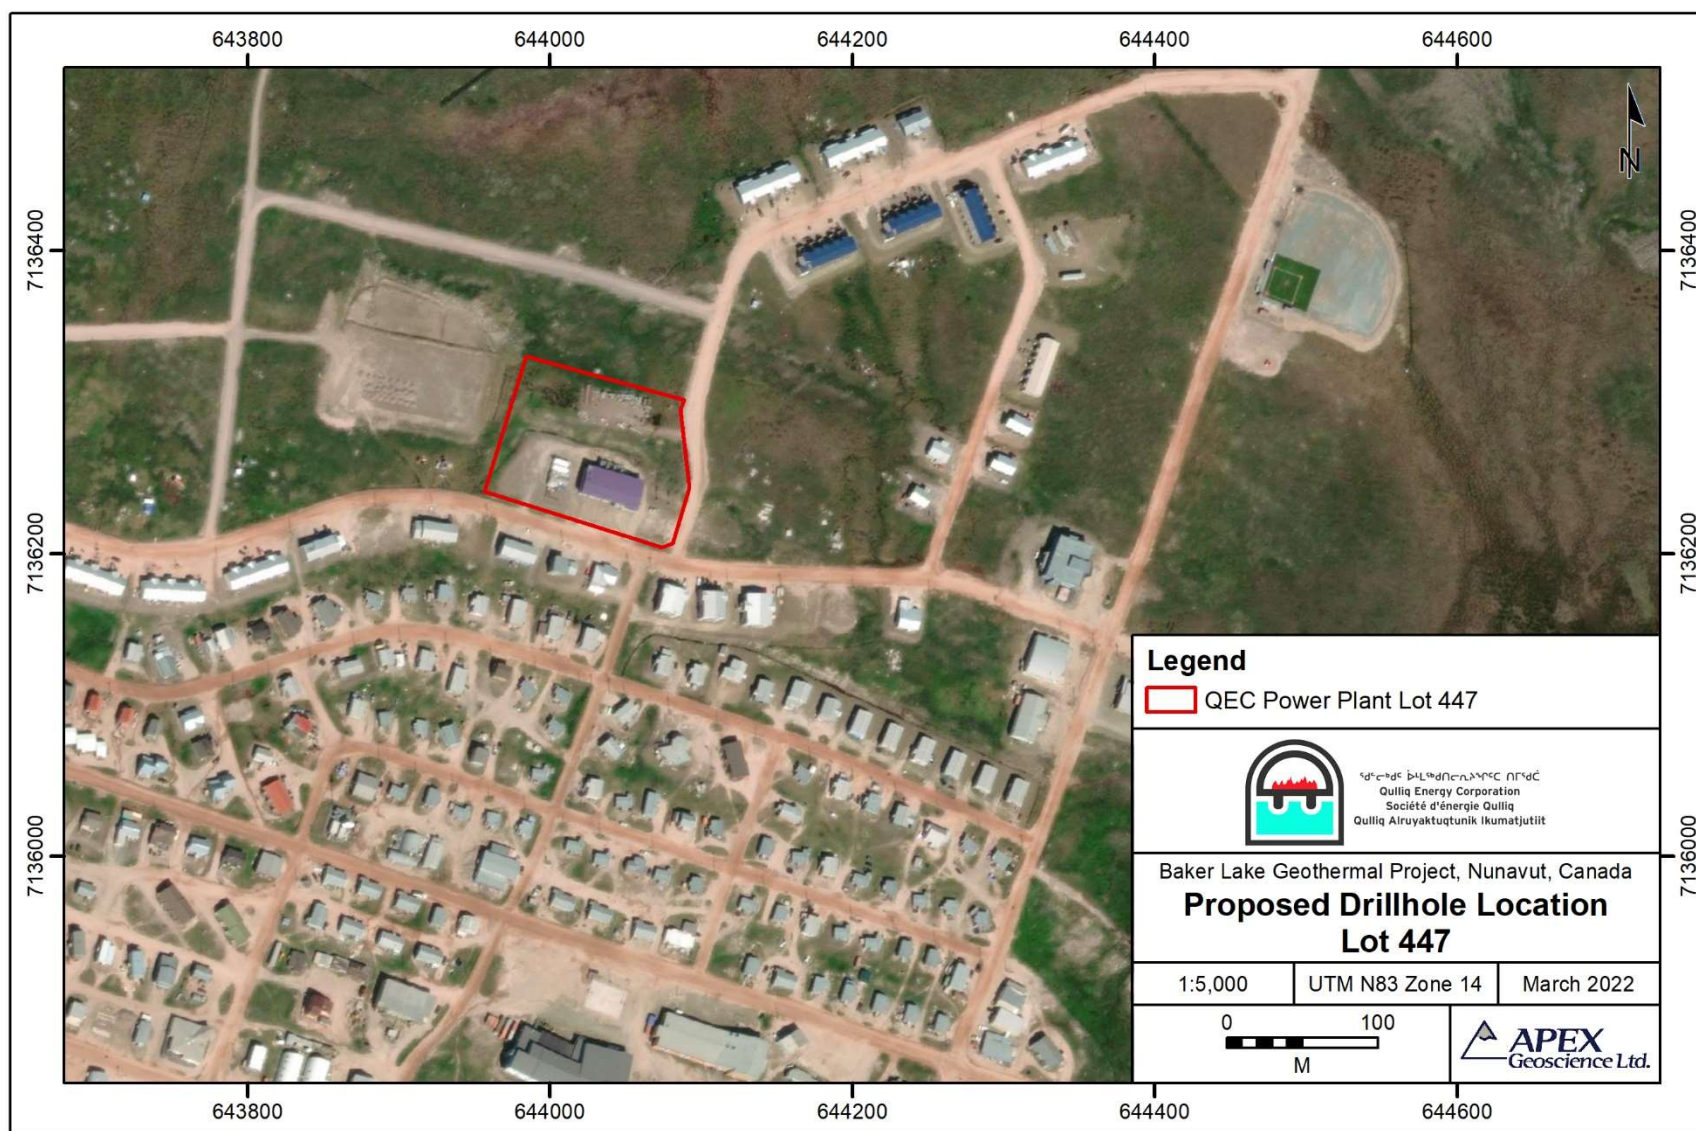 643800 644000 644200 644400 644600
7136400 7136400
N
7136200 7136200
7136000 7136000
Legend
QEC Power Plant Lot 447
Qulliq Energy Corporation
Société d'énergie Qulliq
Qulliq Alruyaktuqtunik Ikumatjutiit
Baker Lake Geothermal Project, Nunavut, Canada
Proposed Drillhole Location
Lot 447
1:5,000 UTM N83 Zone 14 March 2022
0 100
M
APEX
Geoscience Ltd.
643800 644000 644200 644400 644600